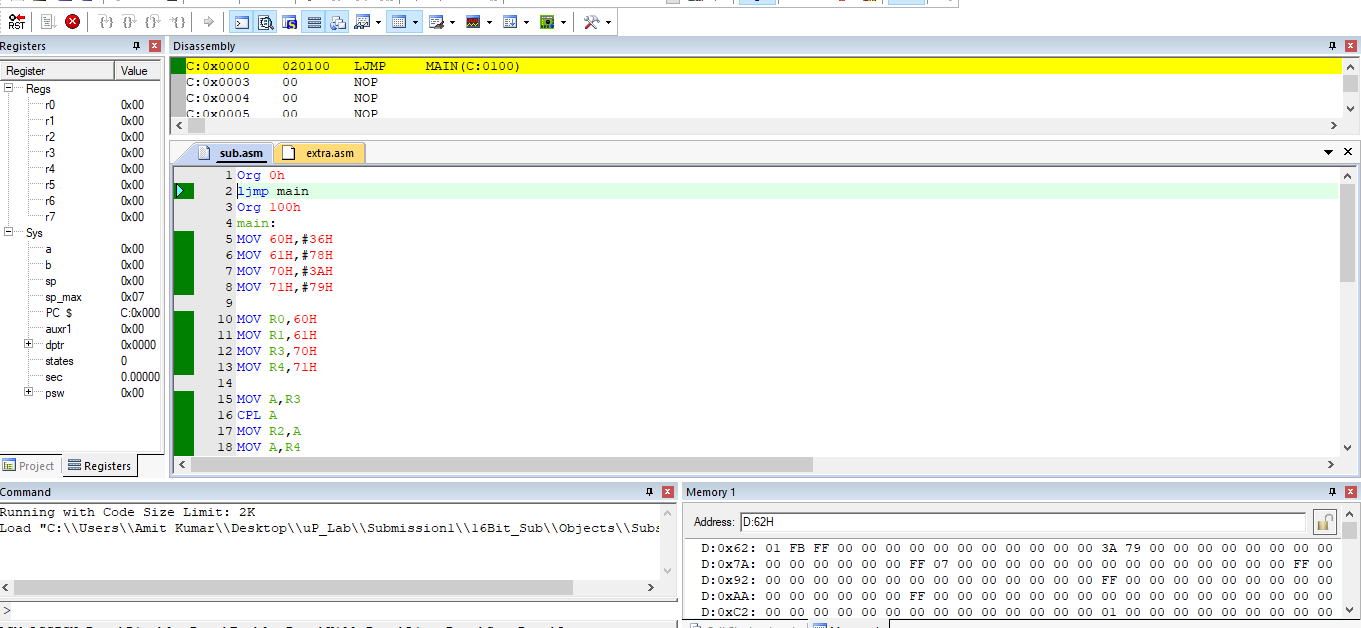 RST
Registers
Disassembly
Register Value
Regs
r0 0x00
r1 0x00
r2 0x00
r3 0x00
r4 0x00
r5 0x00
r6 0x00
r7 0x00
Sys
a 0x00
b 0x00
sp 0x00
sp_max 0x07
PC $ C:0x000
auxr1 0x00
dptr 0x0000
states 0
sec 0.00000
psw 0x00
Project Registers
C:0x0000 020100 LJMP MAIN(C:0100)
C:0x0003 00 NOP
C:0x0004 00 NOP
C:0x0005 00 NOP
sub.asm extra.asm
1 Org 0h
2 ljmp main
3 Org 100h
4 main:
5 MOV 60H,#36H
6 MOV 61H,#78H
7 MOV 70H,#3AH
8 MOV 71H,#79H
9
10 MOV R0,60H
11 MOV R1,61H
12 MOV R3,70H
13 MOV R4,71H
14
15 MOV A,R3
16 CPL A
17 MOV R2,A
18 MOV A,R4
Command
Running with Code Size Limit: 2K
Load "C:\\Users\\Amit Kumar\\Desktop\\uP_Lab\\Submission1\\16Bit_Sub\\Objects\\Subs
>
Memory 1
Address: D:62H
D:0x62: 01 FB FF 00 00 00 00 00 00 00 00 00 00 00 3A 79 00 00 00 00 00 00 00 00
D:0x7A: 00 00 00 00 00 00 FF 07 00 00 00 00 00 00 00 00 00 00 00 00 00 00 FF 00
D:0x92: 00 00 00 00 00 00 00 00 00 00 00 00 00 00 FF 00 00 00 00 00 00 00 00 00
D:0xAA: 00 00 00 00 00 00 FF 00 00 00 00 00 00 00 00 00 00 00 00 00 00 00 00 00
D:0xC2: 00 00 00 00 00 00 00 00 00 00 00 00 00 00 01 00 00 00 00 00 00 00 00 00